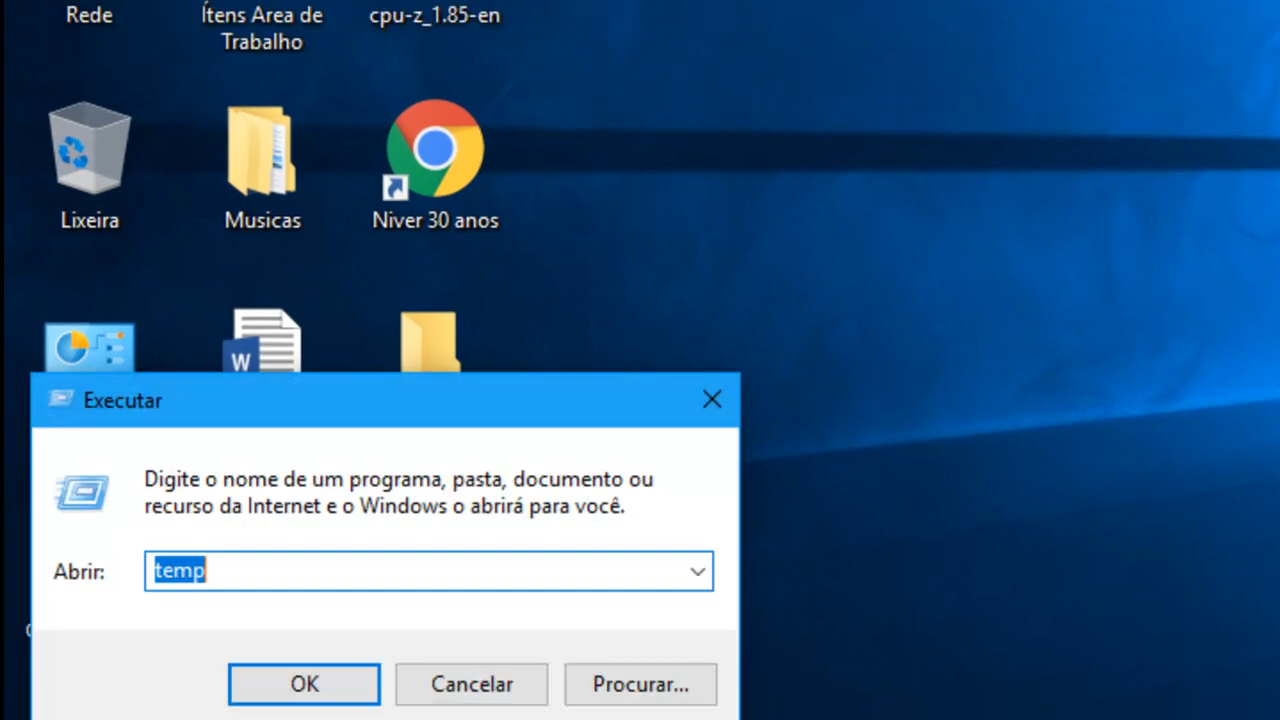 Rede
Ítens Area de
Trabalho
cpu-z_1.85-en
Lixeira
Musicas
Niver 30 anos
W
Executar
Digite o nome de um programa, pasta, documento ou
recurso da Internet e o Windows o abrirá para você.
Abrir:
temp
OK
Cancelar
Procurar...